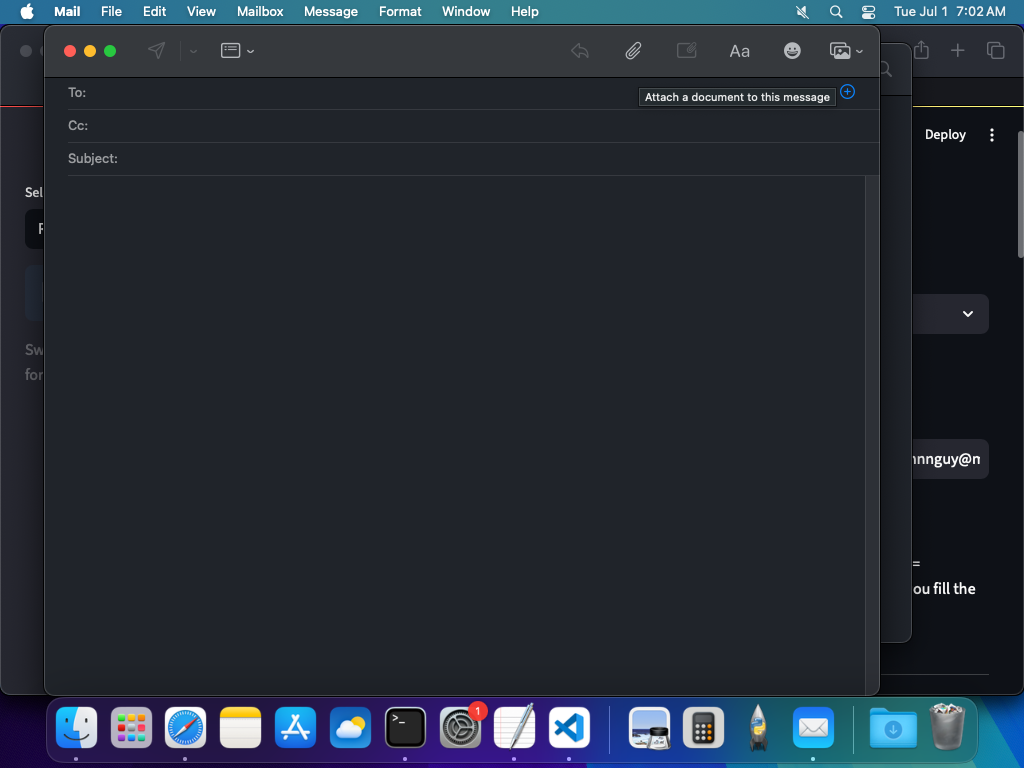 Mail File Edit View Mailbox Message Format Window Help Tue Jul 1 7:02 AM
Aa
To:
Attach a document to this message
Cc:
Subject:
Deploy
Sel
Sw
for
nnguy@n
=
ou fill the
>_
1